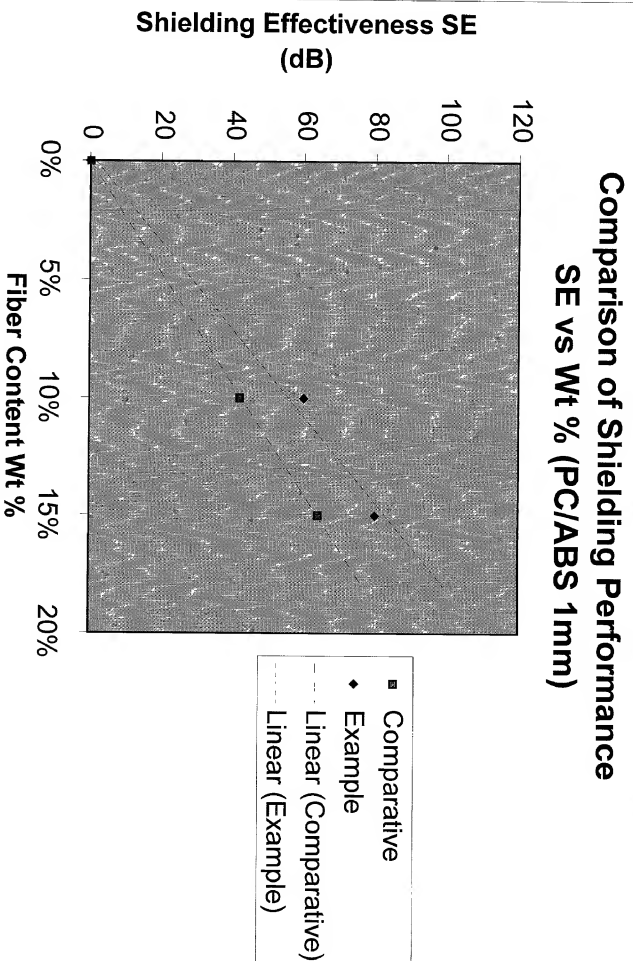 Comparison of Shielding Performance
SE vs Wt % (PC/ABS 1mm)
Shielding Effectiveness SE
(dB)
120
100
80
60
40
20
0
0%
5%
10%
15%
20%
Fiber Content Wt %
Comparative
Example
Linear (Comparative)
Linear (Example)